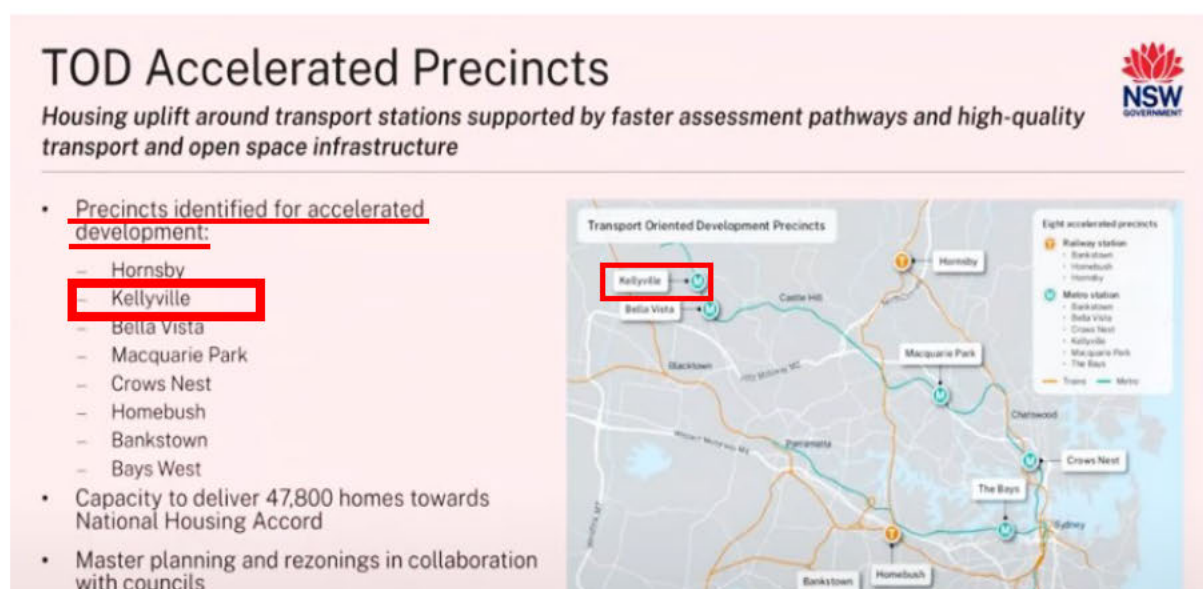 TOD Accelerated Precincts
NSW
GOVERNMENT
Housing uplift around transport stations supported by faster assessment pathways and high-quality
transport and open space infrastructure
• Precincts identified for accelerated
development:
– Hornsby
– Kellyville
– Bella Vista
– Macquarie Park
– Crows Nest
– Homebush
– Bankstown
– Bays West
• Capacity to deliver 47,800 homes towards
National Housing Accord
• Master planning and rezonings in collaboration
with councils
Transport Oriented Development Precincts
Eight accelerated precincts
T Railway station
• Bankstown
• Homebush
• Hornsby
M Metro station
• Bankstown
• Bella Vista
• Crows Nest
• Kellyville
• Macquarie Park
• The Bays
Trains
Metro
Hornsby
Kellyville
Bella Vista
Castle Hill
Macquarie Park
Blacktown
Chatswood
Parramatta
Crows Nest
The Bays
Sydney
Homebush
Bankstown